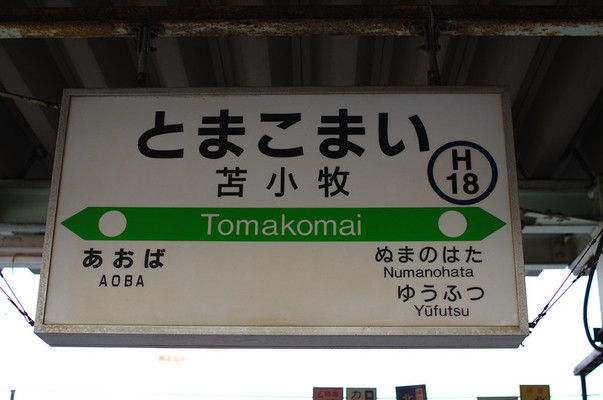 とまこまい
苫小牧
H
18
Tomakomai
あおば
AOBA
ぬまのはた
Numanohata
ゆうふつ
Yūfutsu